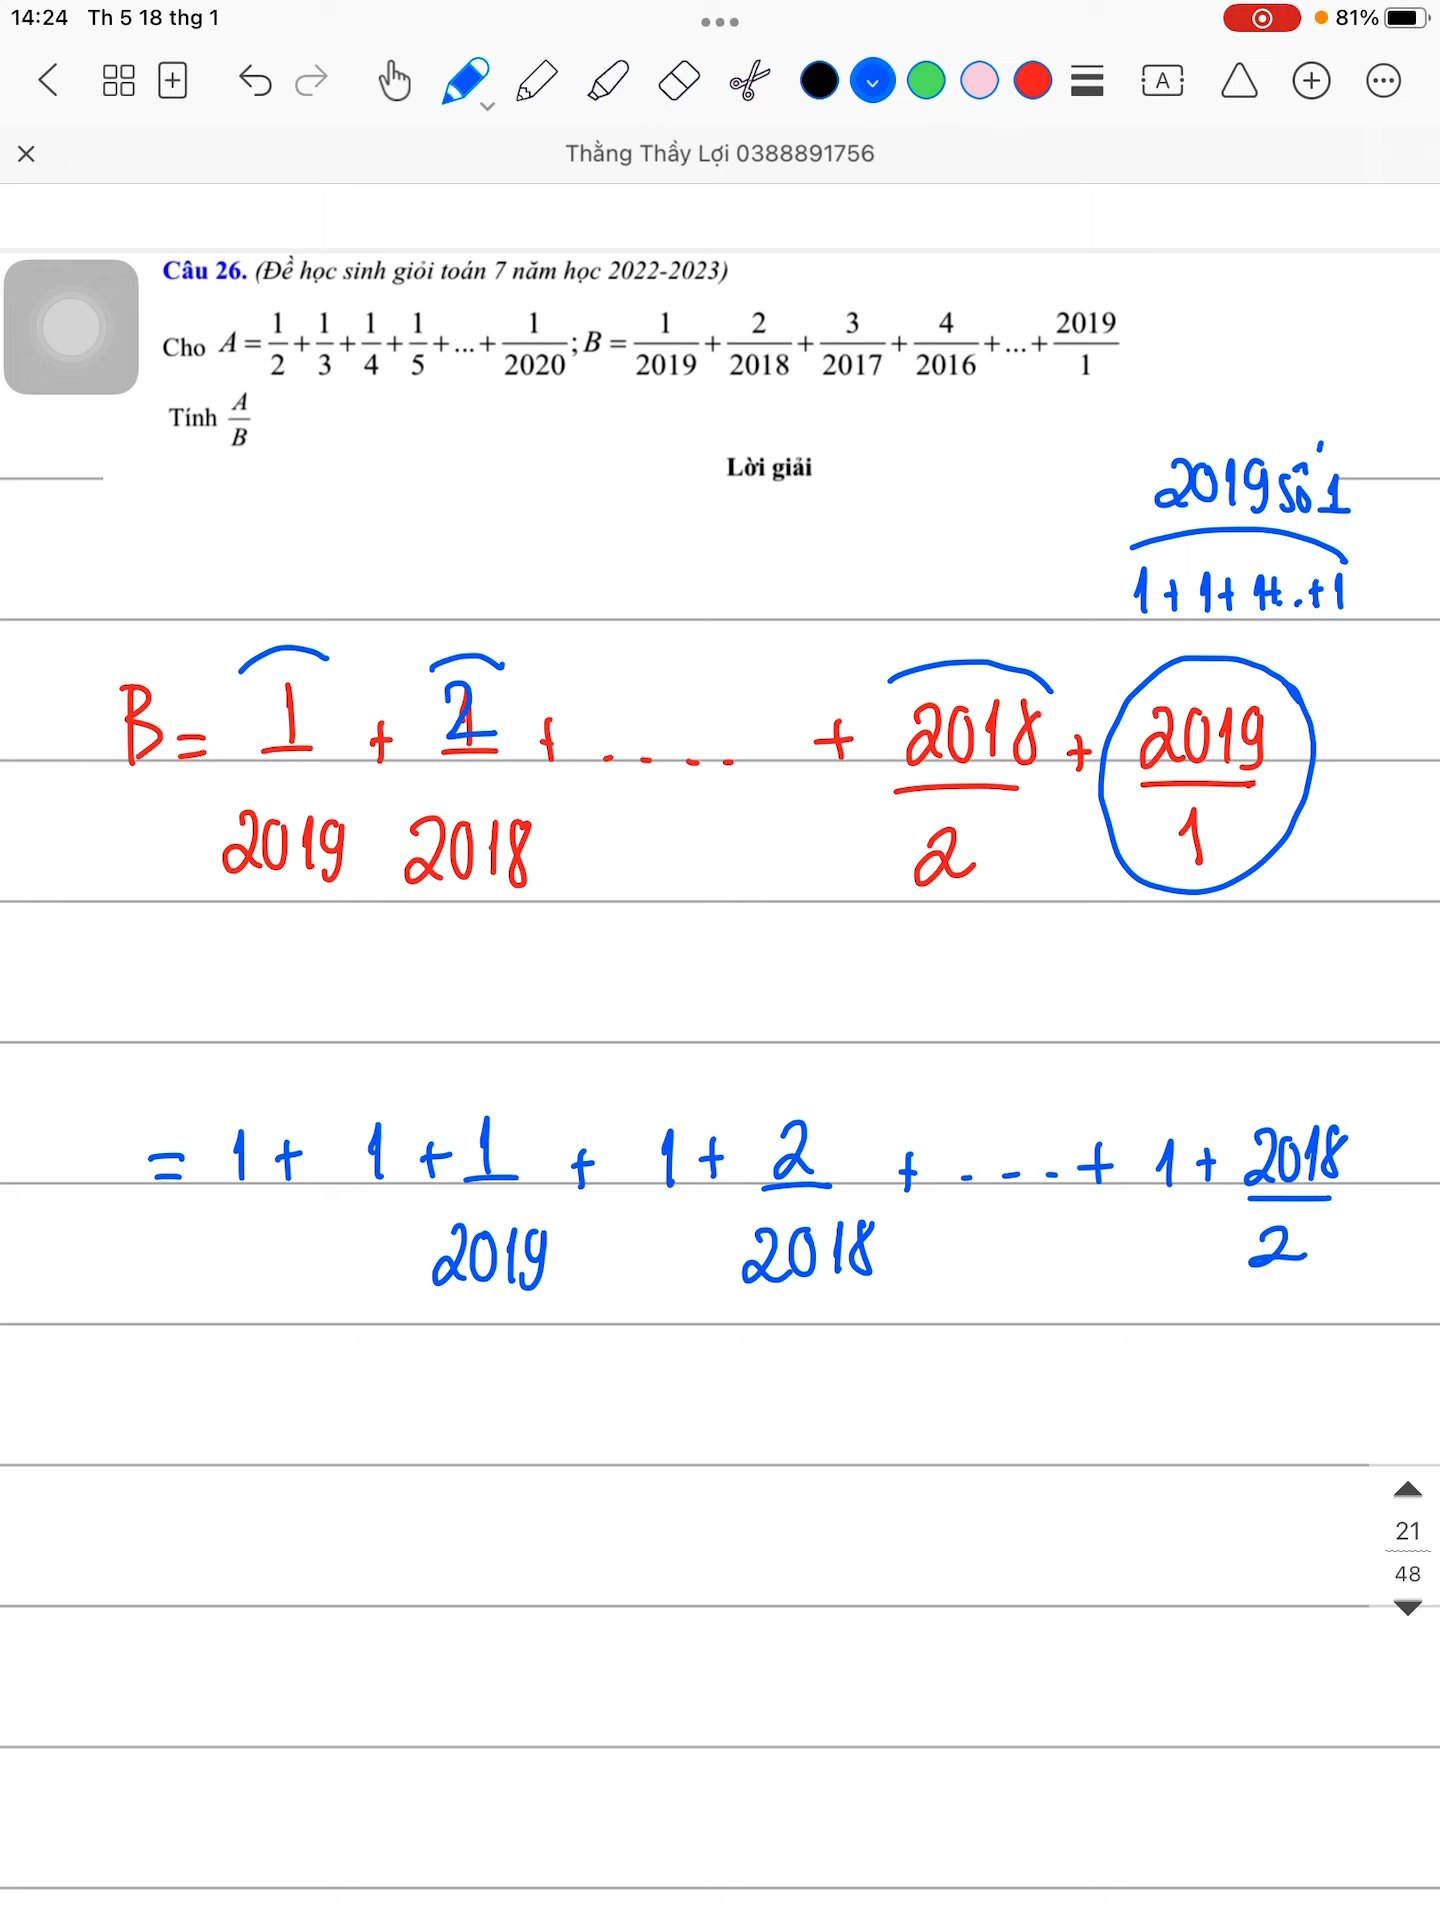 14:24 Th 5 18 thg 1
81%
A
Thằng Thầy Lợi 0388891756
Câu 26. (Đề học sinh giỏi toán 7 năm học 2022-2023)
Cho A = 1/2 + 1/3 + 1/4 + 1/5 + ... + 1/2020 ; B = 1/2019 + 2/2018 + 3/2017 + 4/2016 + ... + 2019/1
Tính A/B
Lời giải
2019 số 1
1 + 1 + 1 + .. + 1
B = 1/2019 + 2/2018 + ..... + 2018/2 + 2019/1
= 1 + 1 + 1/2019 + 1 + 2/2018 + .... + 1 + 2018/2
21
48